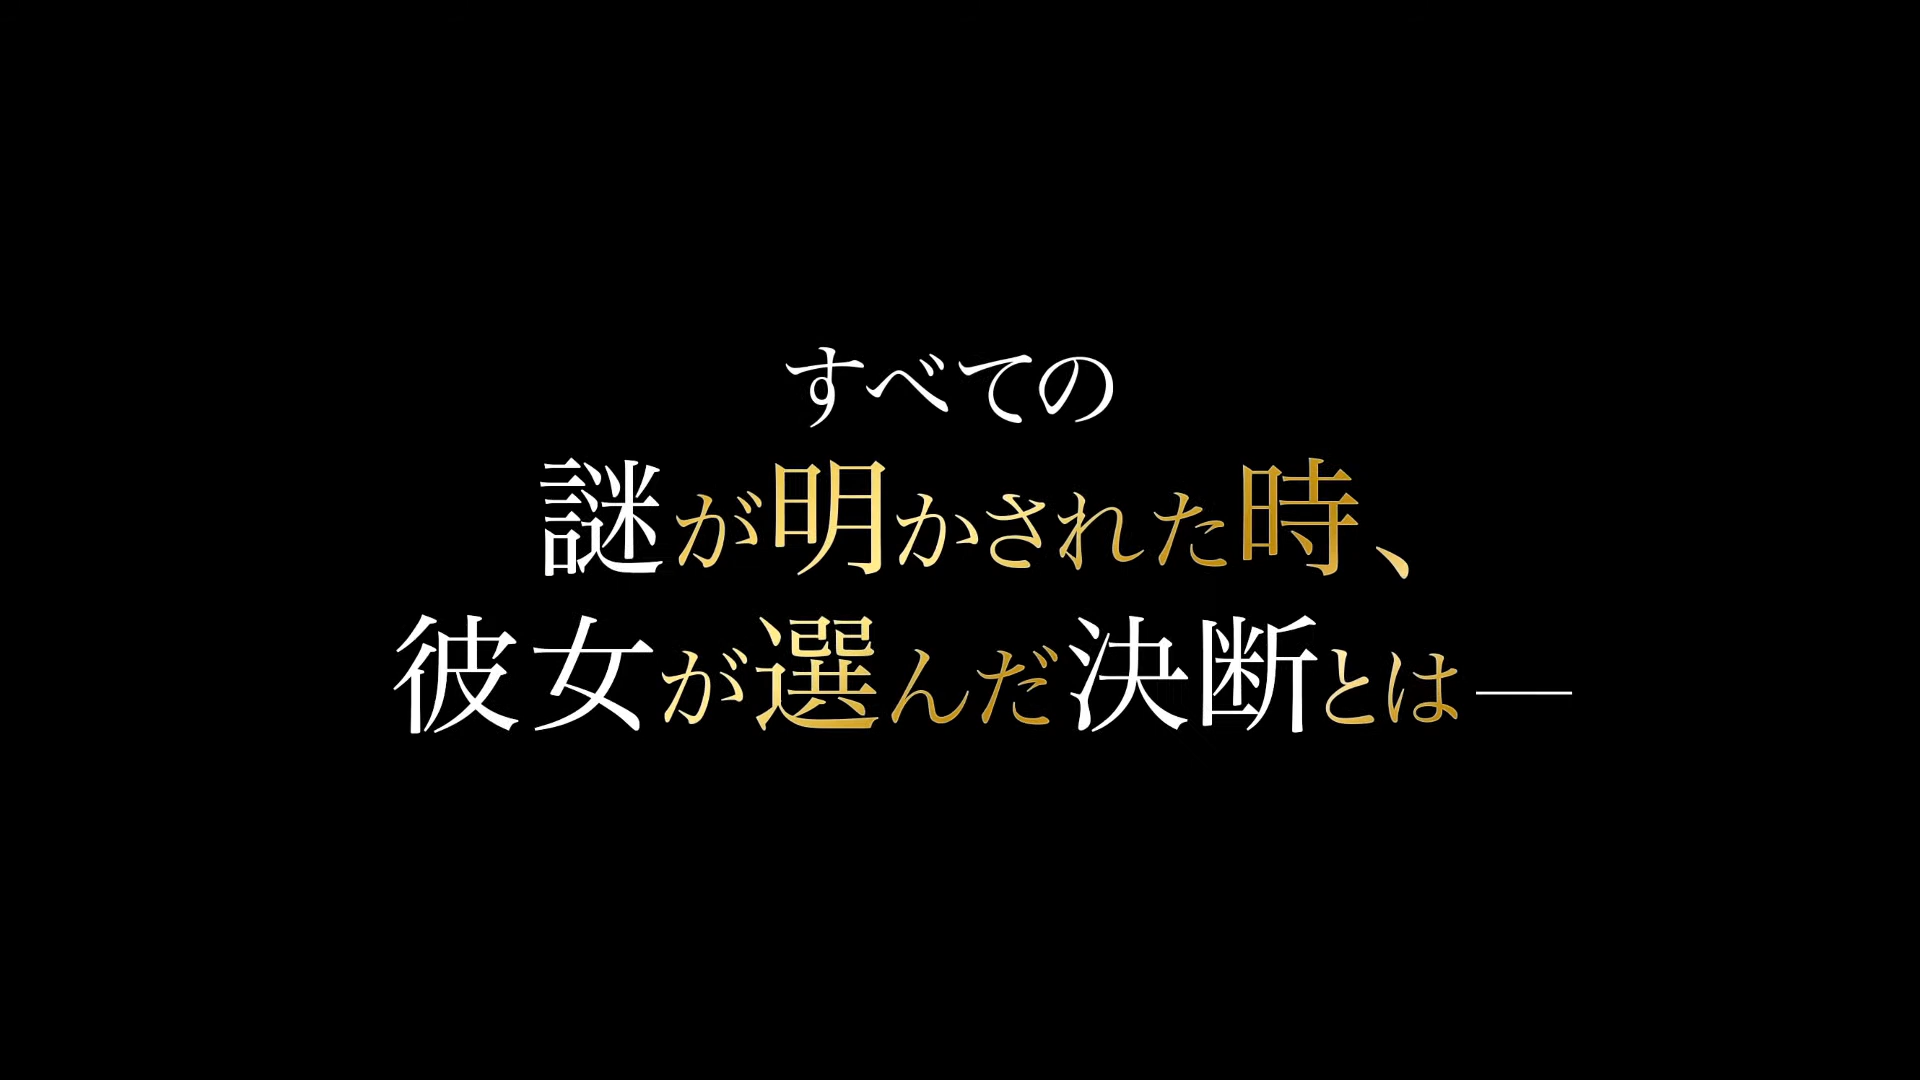 すべての
謎が明かされた時、
彼女が選んだ決断とは―